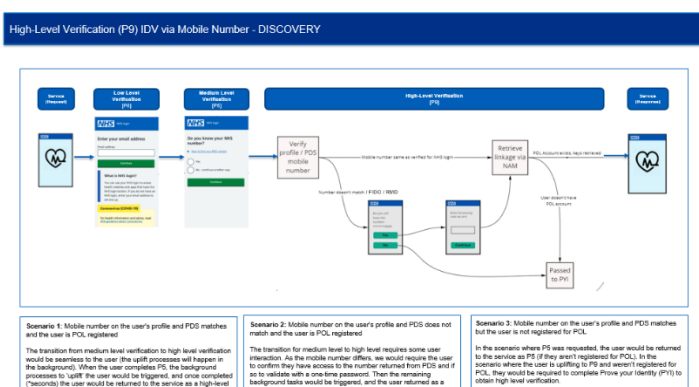 High-Level Verification (P9) IDV via Mobile Number - DISCOVERY
Service
(Request)
Low Level
Verification
[P0]
Medium Level
Verification
[P5]
High-Level Verification
[P9]
Service
(Response)
NHS login
Enter your email address
Email address
Continue
What is NHS login?
NHS login
Do you know your NHS
number?
Yes
Continue
Verify
profile / PDS
mobile
number
Mobile number same as verified for NHS login
Retrieve
linkage via
NAM
POL Account exists, keys retrieved
Number doesn't match / FIDO / RMD
User doesn't have
POL account
Yes
No
Continue
Passed
to PYI
Scenario 1: Mobile number on the user's profile and PDS matches
and the user is POL registered
The transition from medium level verification to high level verification
would be seamless to the user (the uplift processes will happen in
the background). When the user completes P5, the background
processes to 'uplift' the user would be triggered, and once completed
(*seconds) the user would be returned to the service as a high-level
Scenario 2: Mobile number on the user's profile and PDS does not
match and the user is POL registered
The transition for medium level to high level requires some user
interaction. As the mobile number differs, we would require the user
to confirm they have access to the number returned from PDS and if
so to validate with a one-time password. Then the remaining
background tasks would be triggered, and the user returned as a
Scenario 3: Mobile number on the user's profile and PDS matches
but the user is not registered for POL
In the scenario where P5 was requested, the user would be returned
to the service as P5 (if they aren't registered for POL). In the
scenario where the user is uplifting to P9 and weren't registered for
POL, they would be required to complete Prove your Identity (PYI) to
obtain high level verification.